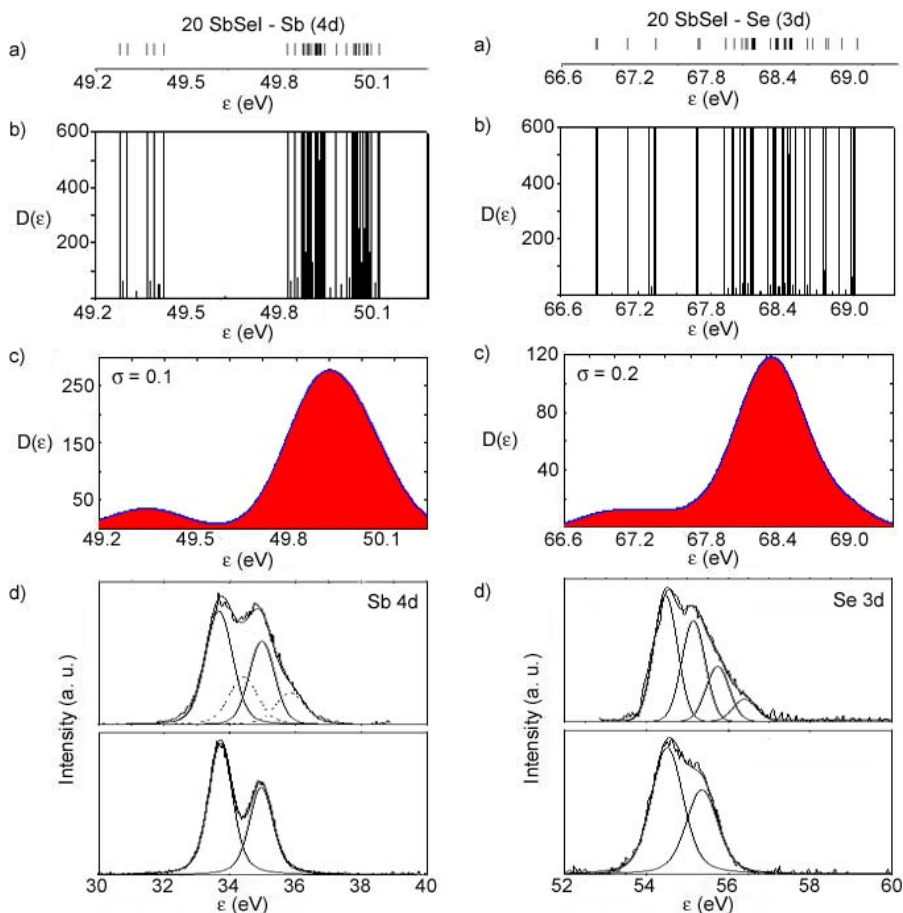 20 SbSeI - Sb (4d)
a)
49.2 49.5 49.8 50.1
ε (eV)
b)
600
400
D(ε)
200
49.2 49.5 49.8 50.1
ε (eV)
c)
σ = 0.1
250
150
D(ε)
50
49.2 49.5 49.8 50.1
ε (eV)
d)
Sb 4d
Intensity (a. u.)
30 34 36 38 40
ε (eV)
20 SbSeI - Se (3d)
a)
66.6 67.2 67.8 68.4 69.0
ε (eV)
b)
600
400
D(ε)
200
66.6 67.2 67.8 68.4 69.0
ε (eV)
c)
σ = 0.2
120
80
D(ε)
40
66.6 67.2 67.8 68.4 69.0
ε (eV)
d)
Se 3d
Intensity (a. u.)
52 54 56 58 60
ε (eV)